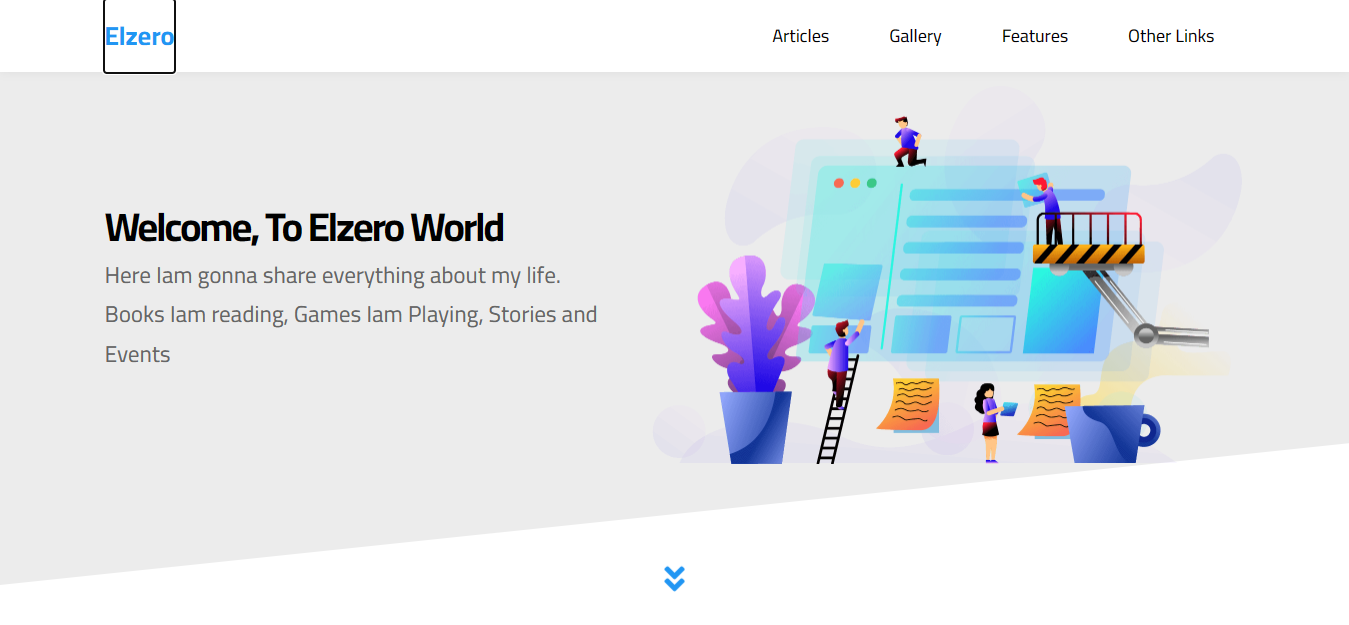 Elzero
Articles
Gallery
Features
Other Links
Welcome, To Elzero World
Here Iam gonna share everything about my life.
Books Iam reading, Games Iam Playing, Stories and
Events